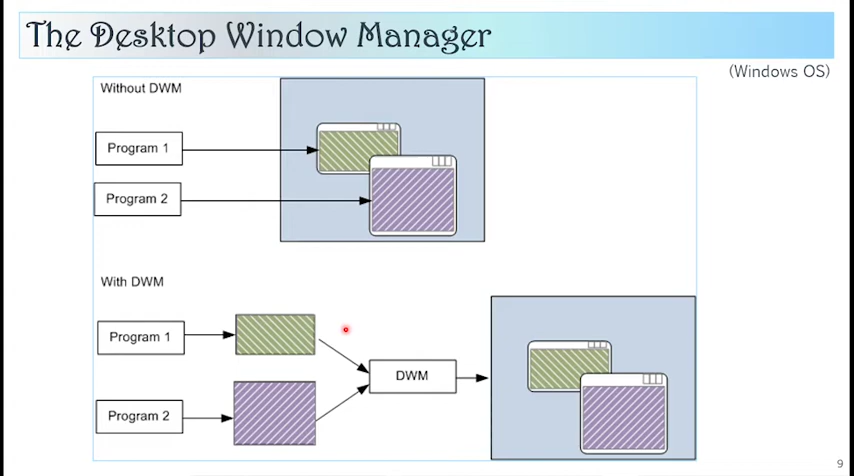 The Desktop Window Manager
(Windows OS)
Without DWM
Program 1
Program 2
With DWM
Program 1
DWM
Program 2
9